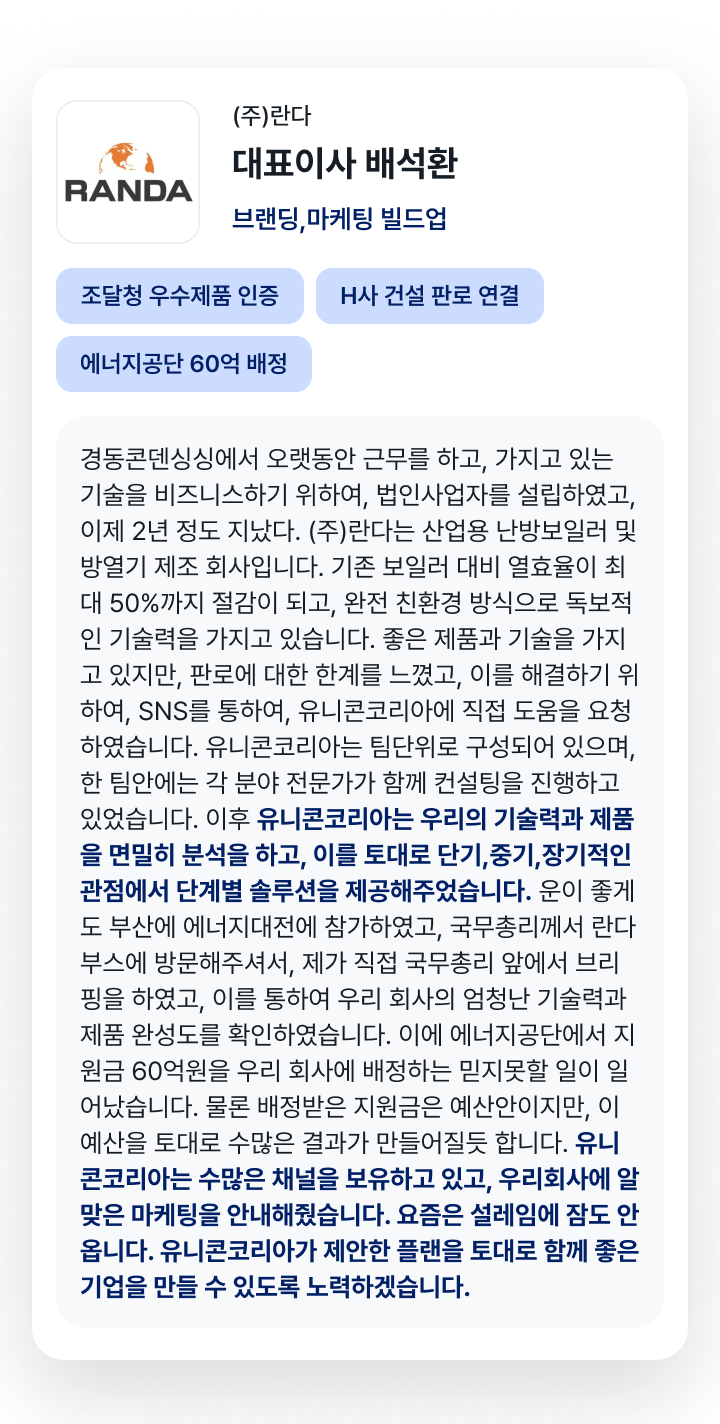 RANDA
(주)란다
대표이사 배석환
브랜딩,마케팅 빌드업
조달청 우수제품 인증
H사 건설 판로 연결
에너지공단 60억 배정
경동콘덴싱싱에서 오랫동안 근무를 하고, 가지고 있는
기술을 비즈니스하기 위하여, 법인사업자를 설립하였고,
이제 2년 정도 지났다. (주)란다는 산업용 난방보일러 및
방열기 제조 회사입니다. 기존 보일러 대비 열효율이 최
대 50%까지 절감이 되고, 완전 친환경 방식으로 독보적
인 기술력을 가지고 있습니다. 좋은 제품과 기술을 가지
고 있지만, 판로에 대한 한계를 느꼈고, 이를 해결하기 위
하여, SNS를 통하여, 유니콘코리아에 직접 도움을 요청
하였습니다. 유니콘코리아는 팀단위로 구성되어 있으며,
한 팀안에는 각 분야 전문가가 함께 컨설팅을 진행하고
있었습니다. 이후 유니콘코리아는 우리의 기술력과 제품
을 면밀히 분석을 하고, 이를 토대로 단기,중기,장기적인
관점에서 단계별 솔루션을 제공해주었습니다. 운이 좋게
도 부산에 에너지대전에 참가하였고, 국무총리께서 란다
부스에 방문해주셔서, 제가 직접 국무총리 앞에서 브리
핑을 하였고, 이를 통하여 우리 회사의 엄청난 기술력과
제품 완성도를 확인하였습니다. 이에 에너지공단에서 지
원금 60억원을 우리 회사에 배정하는 믿지못할 일이 일
어났습니다. 물론 배정받은 지원금은 예산안이지만, 이
예산을 토대로 수많은 결과가 만들어질듯 합니다. 유니
콘코리아는 수많은 채널을 보유하고 있고, 우리회사에 알
맞은 마케팅을 안내해줬습니다. 요즘은 설레임에 잠도 안
옵니다. 유니콘코리아가 제안한 플랜을 토대로 함께 좋은
기업을 만들 수 있도록 노력하겠습니다.